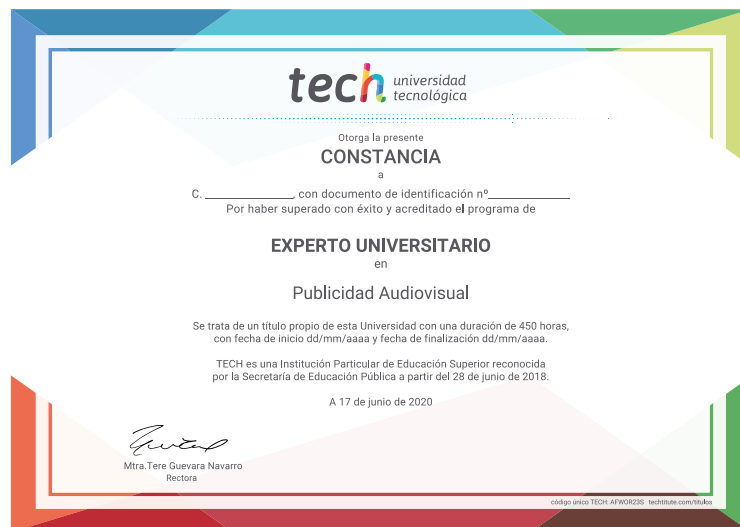 tech universidad
tecnológica
Otorga la presente
CONSTANCIA
a
C. ______________, con documento de identificación nº_____________
Por haber superado con éxito y acreditado el programa de
EXPERTO UNIVERSITARIO
en
Publicidad Audiovisual
Se trata de un título propio de esta Universidad con una duración de 450 horas,
con fecha de inicio dd/mm/aaaa y fecha de finalización dd/mm/aaaa.
TECH es una Institución Particular de Educación Superior reconocida
por la Secretaría de Educación Pública a partir del 28 de junio de 2018.
A 17 de junio de 2020
Mtra.Tere Guevara Navarro
Rectora
código único TECH: AFWOR23S techtitute.com/titulos